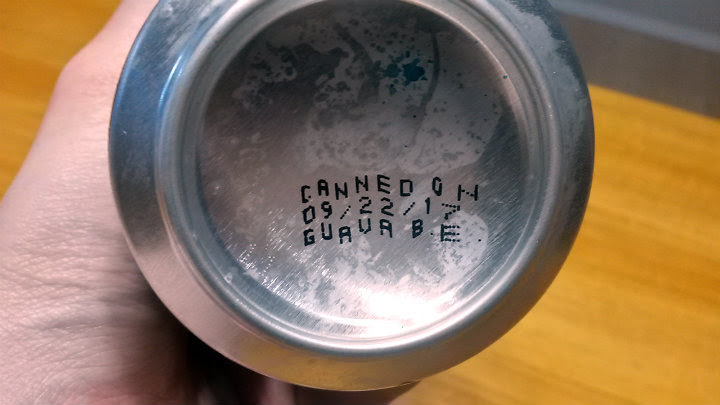 CANNED ON
09/22/17
GUAVA B.E.